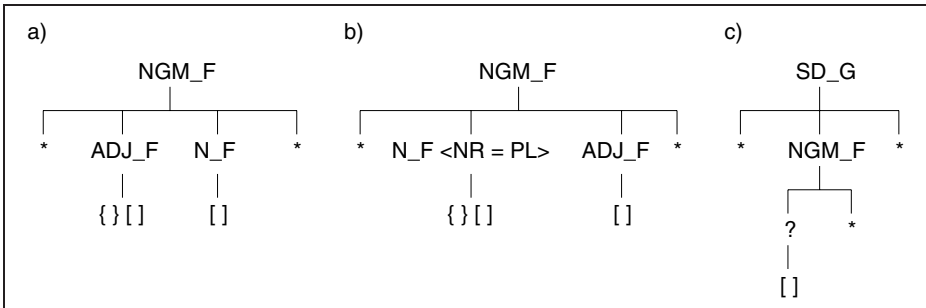 a) b) c)
NGM_F NGM_F SD_G
* ADJ_F N_F * * N_F <NR = PL> ADJ_F * * NGM_F *
{ } [ ] [ ] { } [ ] [ ] ? *
[ ]